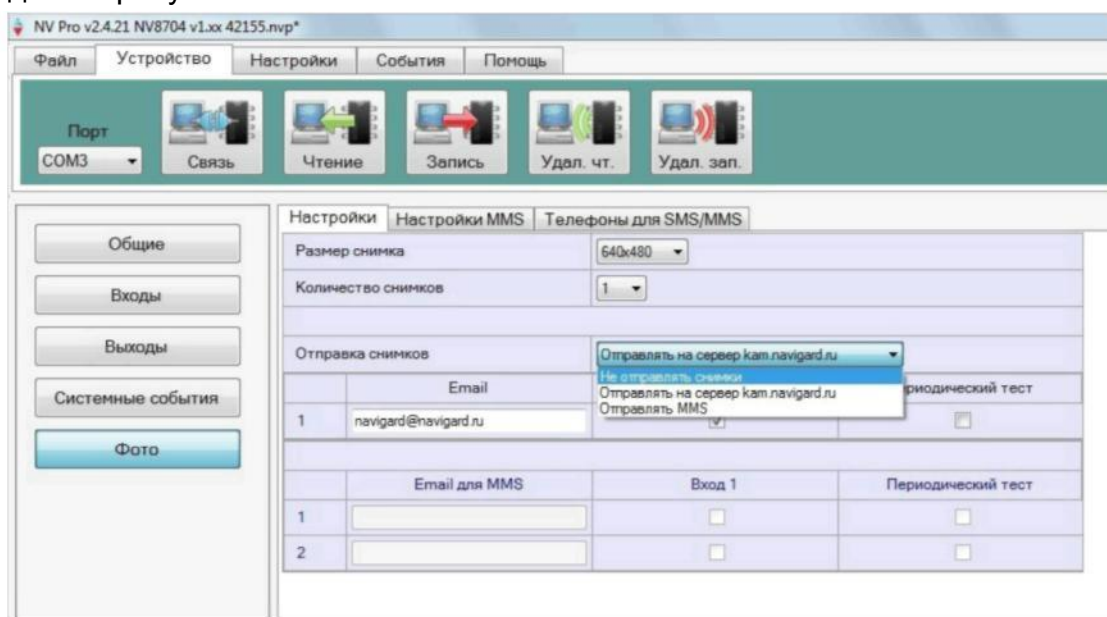 NV Pro v2.4.21 NV8704 v1.xx 42155.nvp*
Файл Устройство Настройки События Помощь
Порт
COM3 Связь Чтение Запись Удал. чт. Удал. зап.
Настройки Настройки MMS Телефоны для SMS/MMS
Общие
Входы
Выходы
Системные события
Фото
Размер снимка 640x480
Количество снимков 1
Отправка снимков Отправлять на сервер kam.navigard.ru
Не отправлять снимки
Отправлять на сервер kam.navigard.ru
Отправлять MMS
Email риодический тест
1 navigard@navigard.ru
Email для MMS Вход 1 Периодический тест
1
2